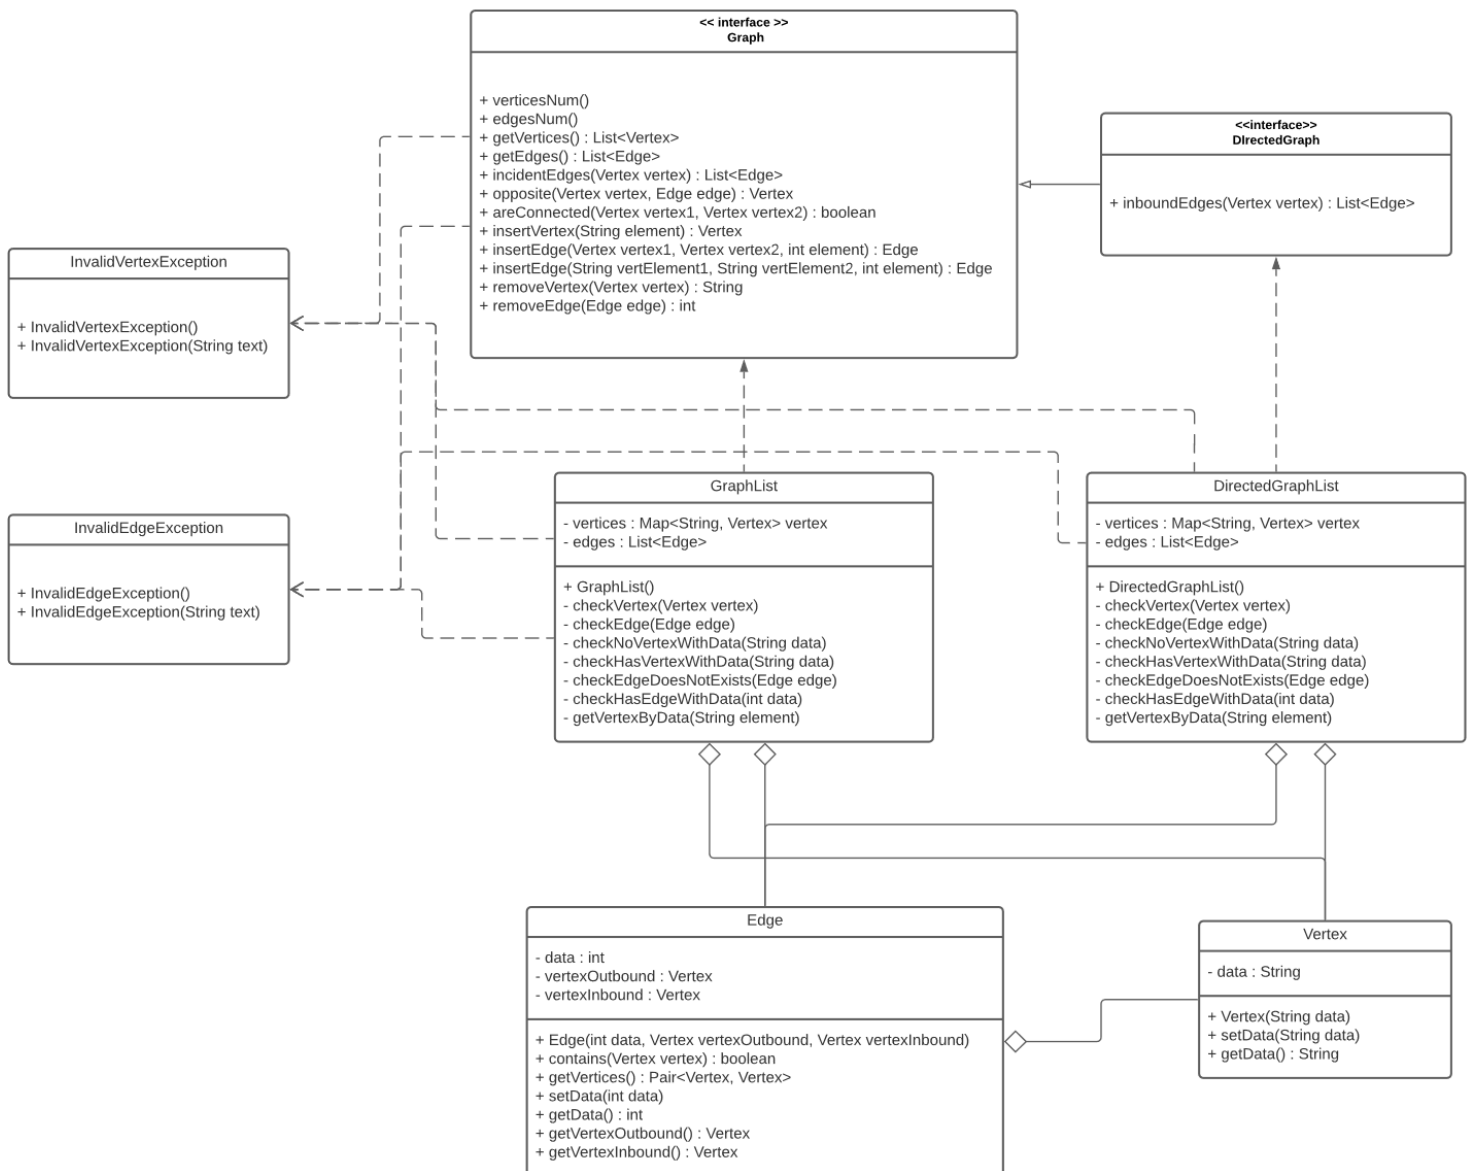 << interface >>
Graph
+ verticesNum()
+ edgesNum()
+ getVertices() : List<Vertex>
+ getEdges() : List<Edge>
+ incidentEdges(Vertex vertex) : List<Edge>
+ opposite(Vertex vertex, Edge edge) : Vertex
+ areConnected(Vertex vertex1, Vertex vertex2) : boolean
+ insertVertex(String element) : Vertex
+ insertEdge(Vertex vertex1, Vertex vertex2, int element) : Edge
+ insertEdge(String vertElement1, String vertElement2, int element) : Edge
+ removeVertex(Vertex vertex) : String
+ removeEdge(Edge edge) : int
<<interface>>
DIrectedGraph
+ inboundEdges(Vertex vertex) : List<Edge>
InvalidVertexException
+ InvalidVertexException()
+ InvalidVertexException(String text)
InvalidEdgeException
+ InvalidEdgeException()
+ InvalidEdgeException(String text)
GraphList
- vertices : Map<String, Vertex> vertex
- edges : List<Edge>
+ GraphList()
- checkVertex(Vertex vertex)
- checkEdge(Edge edge)
- checkNoVertexWithData(String data)
- checkHasVertexWithData(String data)
- checkEdgeDoesNotExists(Edge edge)
- checkHasEdgeWithData(int data)
- getVertexByData(String element)
DirectedGraphList
- vertices : Map<String, Vertex> vertex
- edges : List<Edge>
+ DirectedGraphList()
- checkVertex(Vertex vertex)
- checkEdge(Edge edge)
- checkNoVertexWithData(String data)
- checkHasVertexWithData(String data)
- checkEdgeDoesNotExists(Edge edge)
- checkHasEdgeWithData(int data)
- getVertexByData(String element)
Edge
- data : int
- vertexOutbound : Vertex
- vertexInbound : Vertex
+ Edge(int data, Vertex vertexOutbound, Vertex vertexInbound)
+ contains(Vertex vertex) : boolean
+ getVertices() : Pair<Vertex, Vertex>
+ setData(int data)
+ getData() : int
+ getVertexOutbound() : Vertex
+ getVertexInbound() : Vertex
Vertex
- data : String
+ Vertex(String data)
+ setData(String data)
+ getData() : String